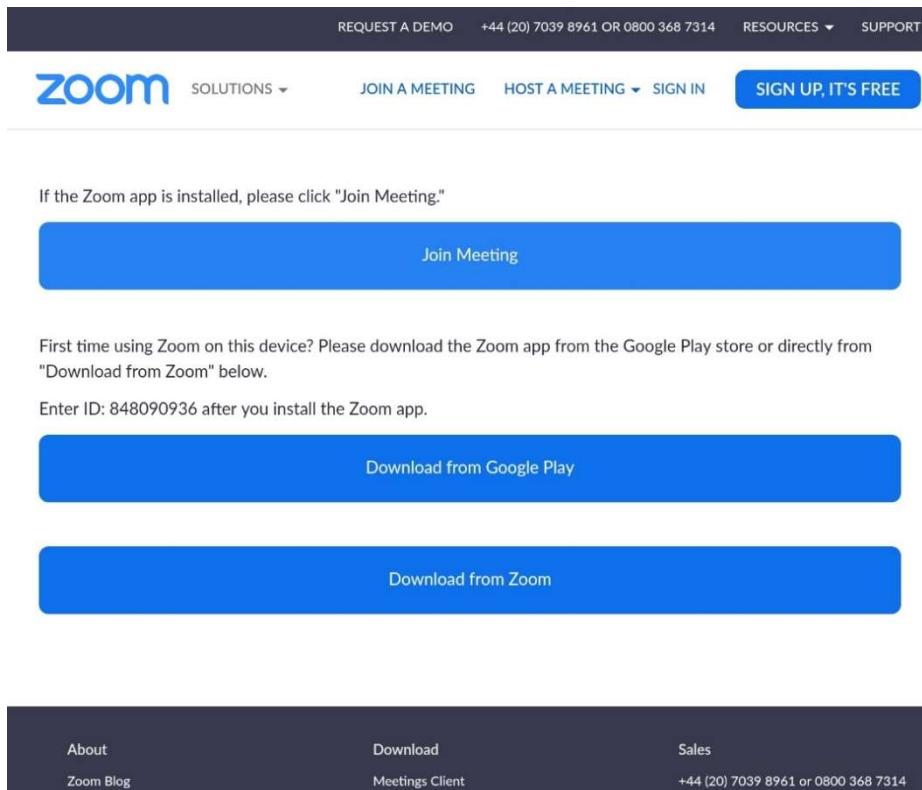 REQUEST A DEMO +44 (20) 7039 8961 OR 0800 368 7314 RESOURCES SUPPORT
zoom SOLUTIONS JOIN A MEETING HOST A MEETING SIGN IN SIGN UP, IT'S FREE
If the Zoom app is installed, please click "Join Meeting."
Join Meeting
First time using Zoom on this device? Please download the Zoom app from the Google Play store or directly from
"Download from Zoom" below.
Enter ID: 848090936 after you install the Zoom app.
Download from Google Play
Download from Zoom
About Download Sales
Zoom Blog Meetings Client +44 (20) 7039 8961 or 0800 368 7314